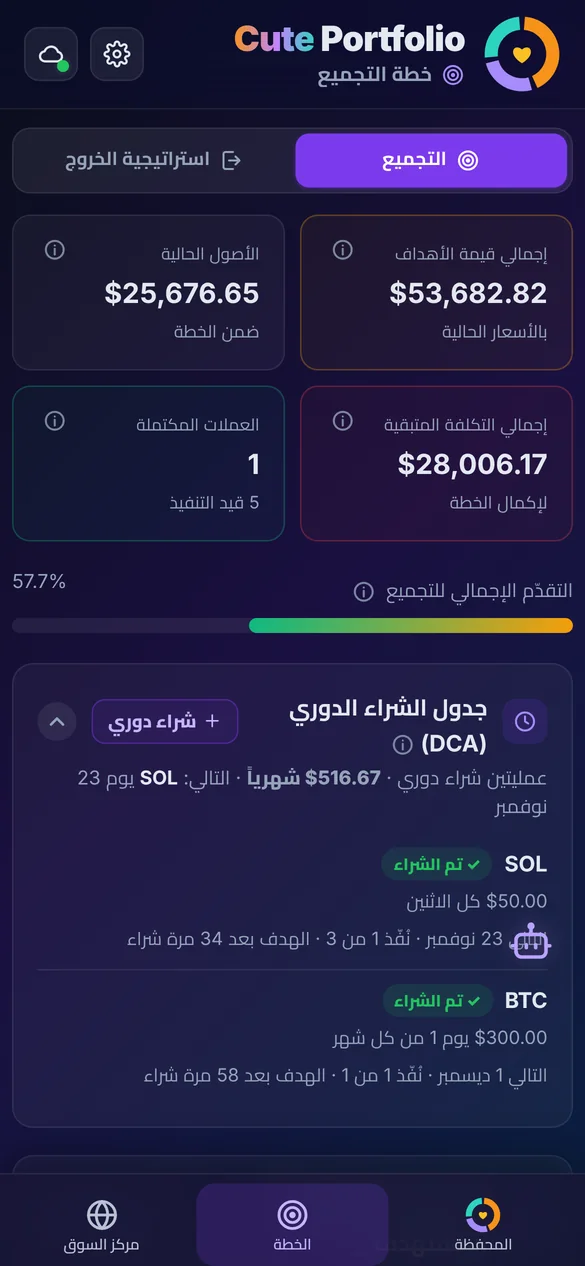 Cute Portfolio
خطة التجميع
التجميع
استراتيجية الخروج
إجمالي قيمة الأهداف
$53,682.82
بالأسعار الحالية
الأصول الحالية
$25,676.65
ضمن الخطة
إجمالي التكلفة المتبقية
$28,006.17
لإكمال الخطة
العملات المكتملة
1
5 قيد التنفيذ
التقدّم الإجمالي للتجميع
57.7%
جدول الشراء الدوري
(DCA)
+ شراء دوري
عمليتين شراء دوري · $516.67 شهرياً · التالي: SOL يوم 23
نوفمبر
SOL
✓ تم الشراء
$50.00 كل الاثنين
23 نوفمبر · نُفّذ 1 من 3 · الهدف بعد 34 مرة شراء
BTC
✓ تم الشراء
$300.00 يوم 1 من كل شهر
التالي 1 ديسمبر · نُفّذ 1 من 1 · الهدف بعد 58 مرة شراء
المحفظة
الخطة
مركز السوق